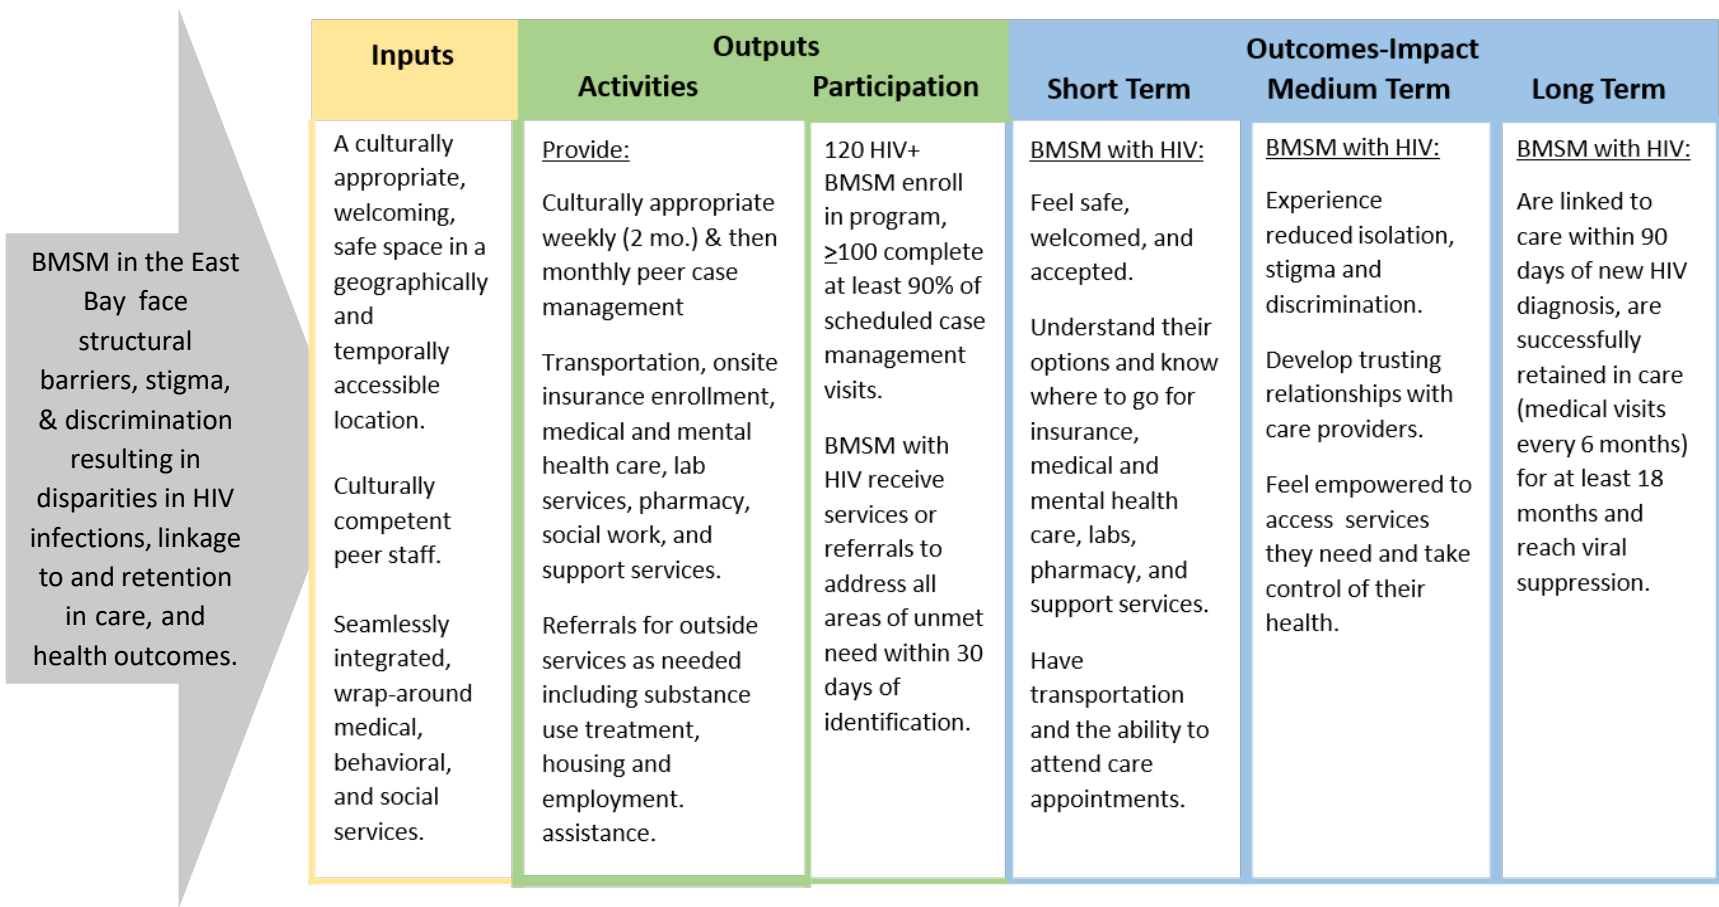 BMSM in the East
Bay face
structural
barriers, stigma,
& discrimination
resulting in
disparities in HIV
infections, linkage
to and retention
in care, and
health outcomes.
Inputs
A culturally
appropriate,
welcoming,
safe space in a
geographically
and
temporally
accessible
location.
Culturally
competent
peer staff.
Seamlessly
integrated,
wrap-around
medical,
behavioral,
and social
services.
Outputs
Activities
Provide:
Culturally appropriate
weekly (2 mo.) & then
monthly peer case
management
Transportation, onsite
insurance enrollment,
medical and mental
health care, lab
services, pharmacy,
social work, and
support services.
Referrals for outside
services as needed
including substance
use treatment,
housing and
employment.
assistance.
Participation
120 HIV+
BMSM enroll
in program,
≥100 complete
at least 90% of
scheduled case
management
visits.
BMSM with
HIV receive
services or
referrals to
address all
areas of unmet
need within 30
days of
identification.
Outcomes-Impact
Short Term
BMSM with HIV:
Feel safe,
welcomed, and
accepted.
Understand their
options and know
where to go for
insurance,
medical and
mental health
care, labs,
pharmacy, and
support services.
Have
transportation
and the ability to
attend care
appointments.
Medium Term
BMSM with HIV:
Experience
reduced isolation,
stigma and
discrimination.
Develop trusting
relationships with
care providers.
Feel empowered to
access services
they need and take
control of their
health.
Long Term
BMSM with HIV:
Are linked to
care within 90
days of new HIV
diagnosis, are
successfully
retained in care
(medical visits
every 6 months)
for at least 18
months and
reach viral
suppression.